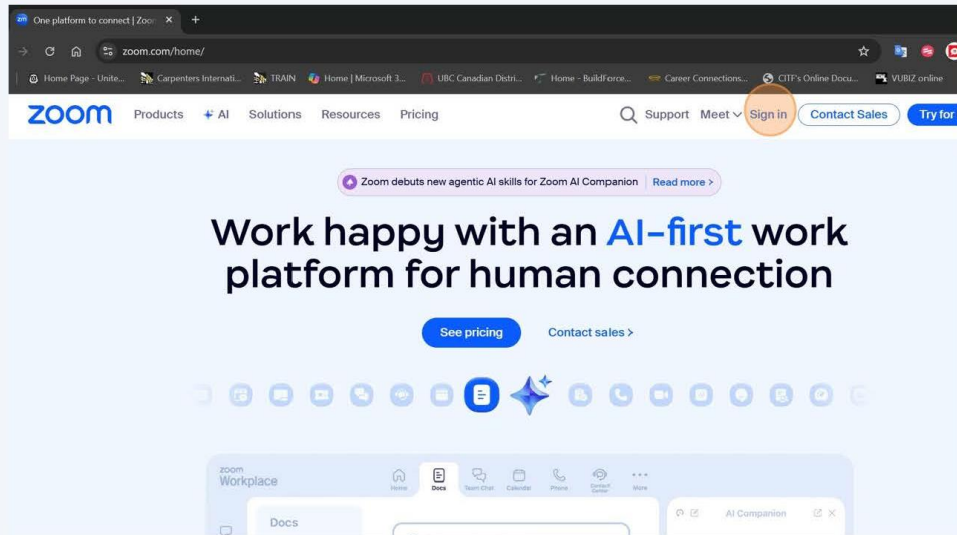 One platform to connect | Zoo
zoom.com/home/
Home Page - Unite...
Carpenters Internati...
TRAIN
Home | Microsoft 3...
UBC Canadian Distri...
Home - BuildForce...
Career Connections...
CITF's Online Docu...
VUBIZ online
zoom
Products
AI
Solutions
Resources
Pricing
Support
Meet
Sign in
Contact Sales
Try for
Zoom debuts new agentic AI skills for Zoom AI Companion
Read more >
Work happy with an AI-first work
platform for human connection
See pricing
Contact sales >
zoom
Workplace
Home
Docs
Team Chat
Calendar
Phone
Contact
Center
More
Docs
AI Companion